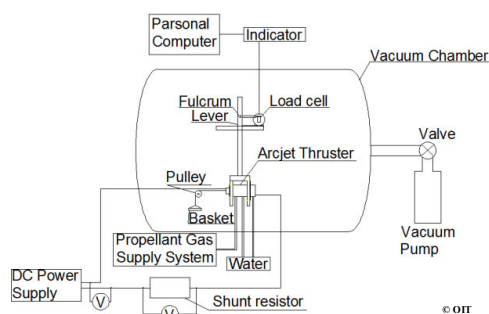 Parsonal
Computer
Indicator
Vacuum Chamber
Fulcrum
Load cell
Lever
Valve
Arcjet Thruster
Pulley
Basket
Vacuum
Pump
Propellant Gas
Supply System
Water
DC Power
Supply
V
Shunt resistor
V
© OIT